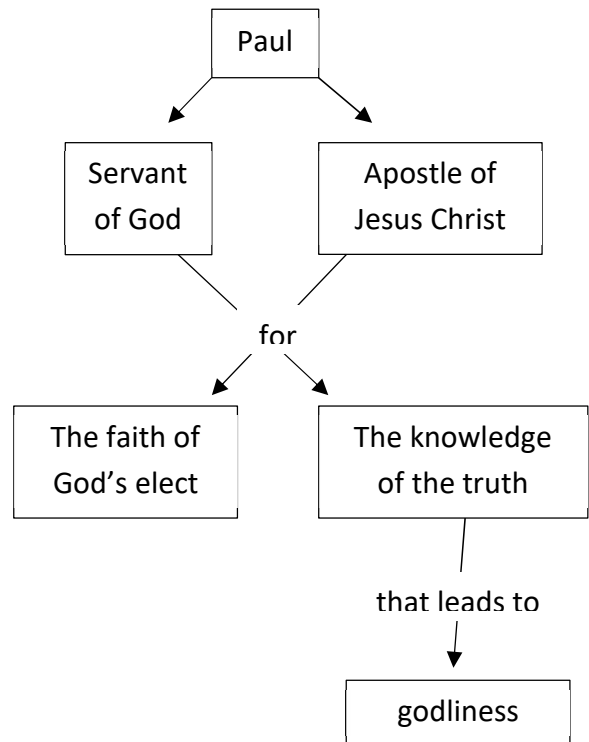 Paul
Servant
of God
Apostle of
Jesus Christ
for
The faith of
God's elect
The knowledge
of the truth
that leads to
godliness